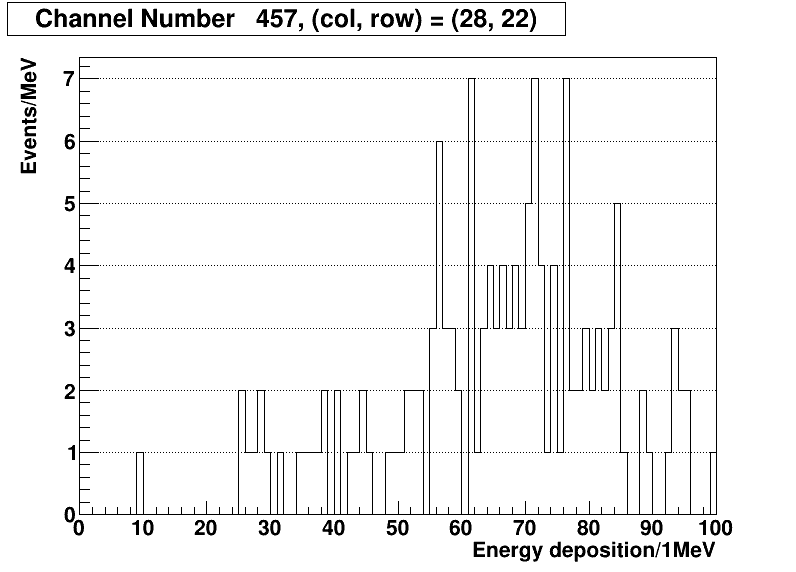 Channel Number 457, (col, row) = (28, 22)
Events/MeV
7
6
5
4
3
2
1
0
0 10 20 30 40 50 60 70 80 90 100
Energy deposition/1MeV